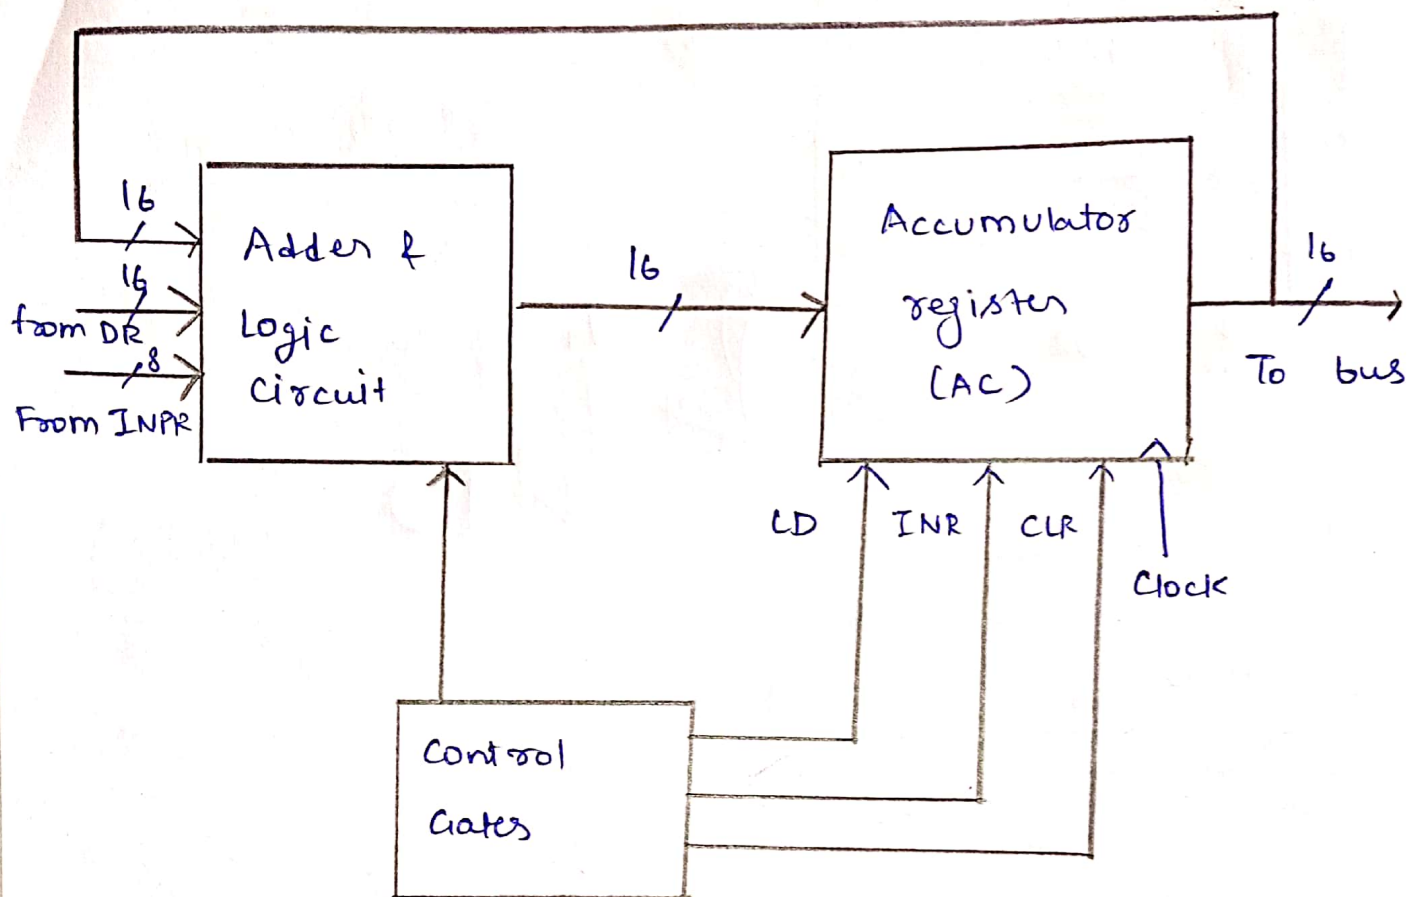 16
16
from DR
8
From INPR
Adder &
Logic
Circuit
16
Accumulator
register
(AC)
16
To bus
LD INR CLR
Clock
Control
Gates